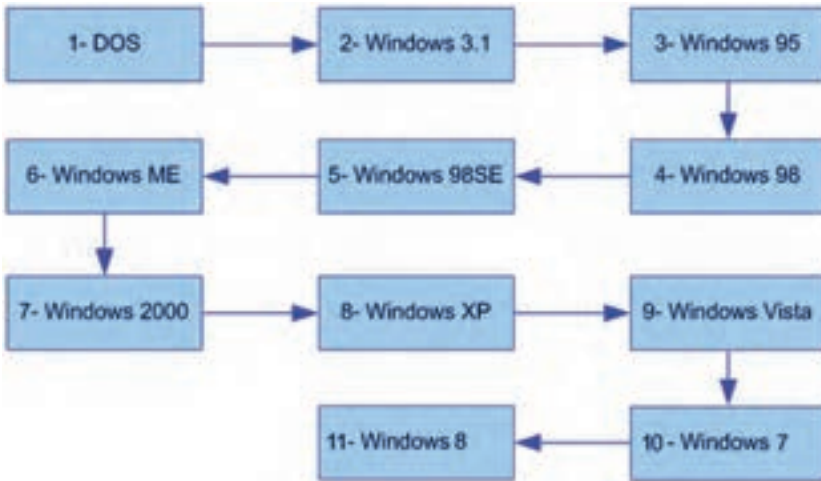 1- DOS
2- Windows 3.1
3- Windows 95
4- Windows 98
5- Windows 98SE
6- Windows ME
7- Windows 2000
8- Windows XP
9- Windows Vista
10- Windows 7
11- Windows 8